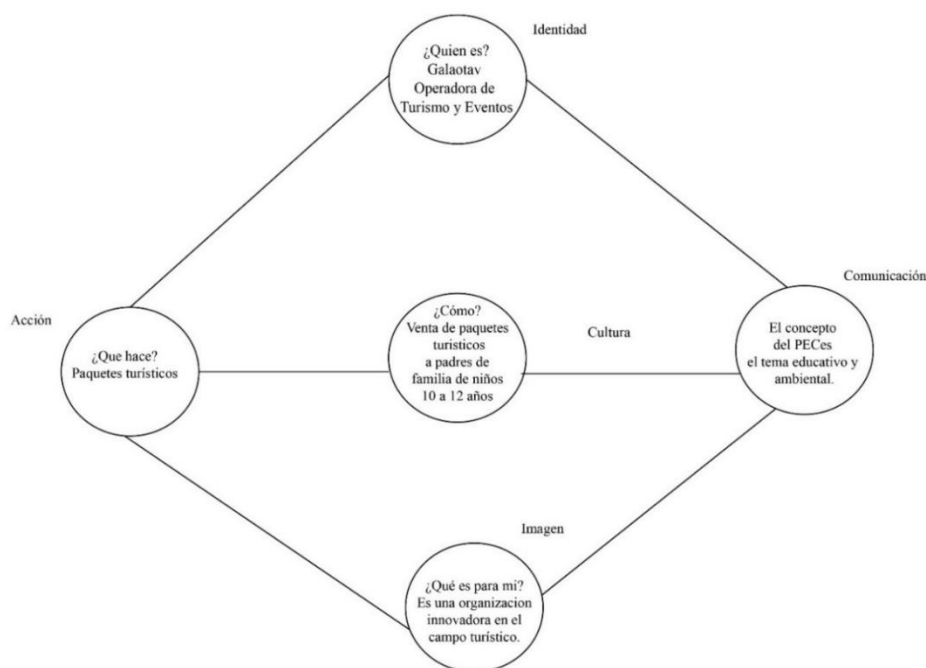 Identidad
¿Quien es?
Galaotav
Operadora de
Turismo y Eventos
Comunicación
Acción
¿Que hace?
Paquetes turísticos
¿Cómo?
Venta de paquetes
turisticos
a padres de
familia de niños
10 a 12 años
Cultura
El concepto
del PECes
el tema educativo y
ambiental.
Imagen
¿Qué es para mi?
Es una organizacion
innovadora en el
campo turístico.